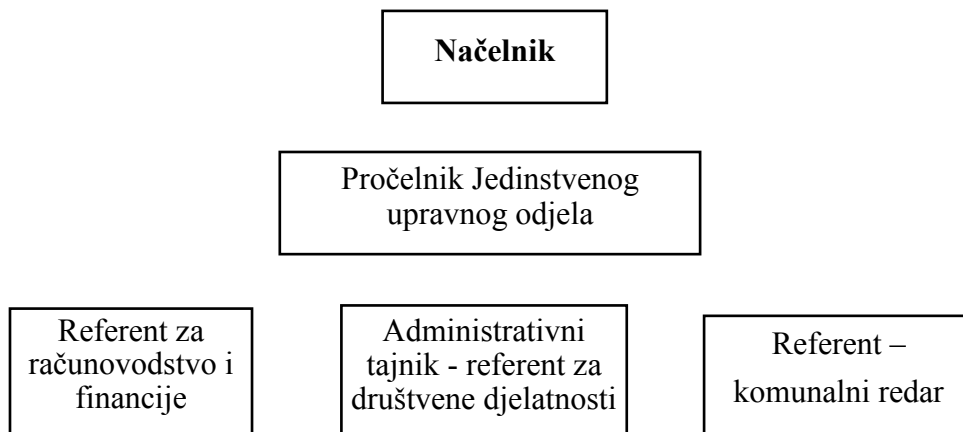 Načelnik
Pročelnik Jedinstvenog
upravnog odjela
Referent za
računovodstvo i
financije
Administrativni
tajnik - referent za
društvene djelatnosti
Referent –
komunalni redar